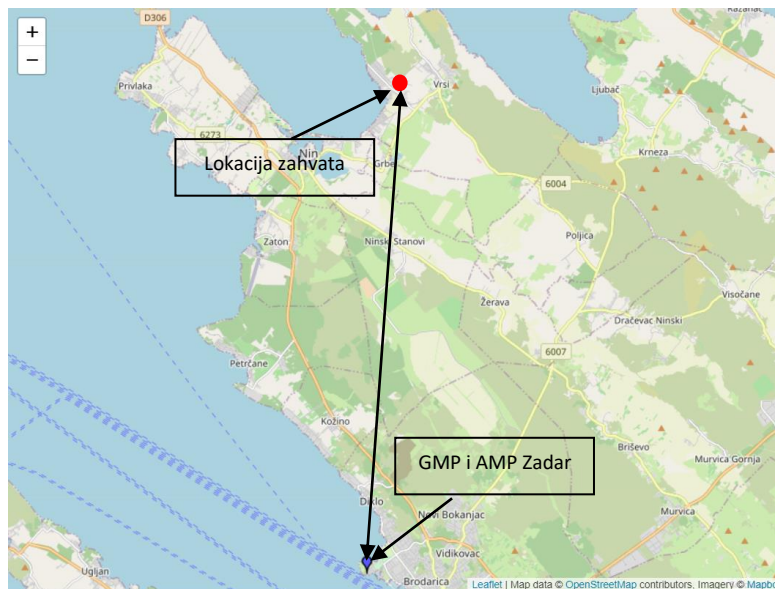 D306
Ražanac
+
−
Privlaka
Vrsi
Ljubač
6273
Lokacija zahvata
Nin
Grbe
Krneza
6004
Zaton
Ninski Stanovi
Poljica
Visočane
Žerava
Dračevac Ninski
6007
Petrčane
Kožino
Briševo
GMP i AMP Zadar
Murvica Gornja
Diklo
Novi Bokanjac
Murvica
Vidikovac
Ugljan
Brodarica
Leaflet | Map data © OpenStreetMap contributors, Imagery © Mapbo